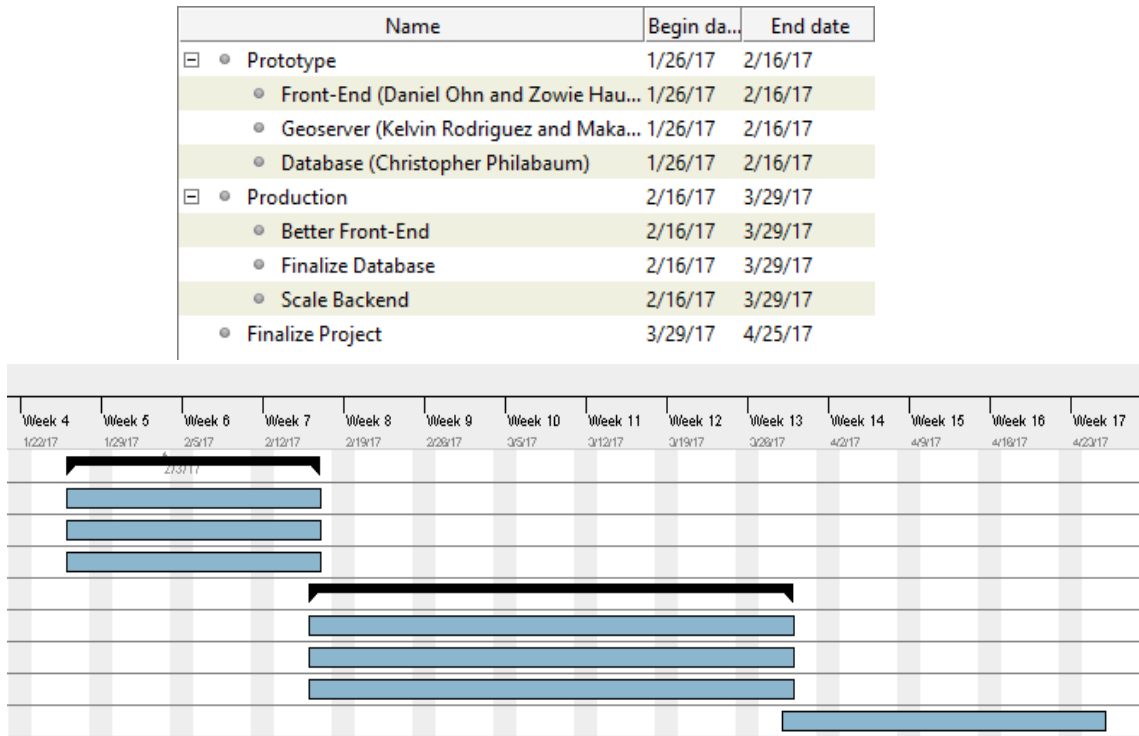 Name Begin da... End date
Prototype 1/26/17 2/16/17
Front-End (Daniel Ohn and Zowie Hau... 1/26/17 2/16/17
Geoserver (Kelvin Rodriguez and Maka... 1/26/17 2/16/17
Database (Christopher Philabaum) 1/26/17 2/16/17
Production 2/16/17 3/29/17
Better Front-End 2/16/17 3/29/17
Finalize Database 2/16/17 3/29/17
Scale Backend 2/16/17 3/29/17
Finalize Project 3/29/17 4/25/17
Week 4 Week 5 Week 6 Week 7 Week 8 Week 9 Week 10 Week 11 Week 12 Week 13 Week 14 Week 15 Week 16 Week 17
1/22/17 1/29/17 2/5/17 2/12/17 2/19/17 2/26/17 3/5/17 3/12/17 3/19/17 3/26/17 4/2/17 4/9/17 4/16/17 4/23/17
2/3/17